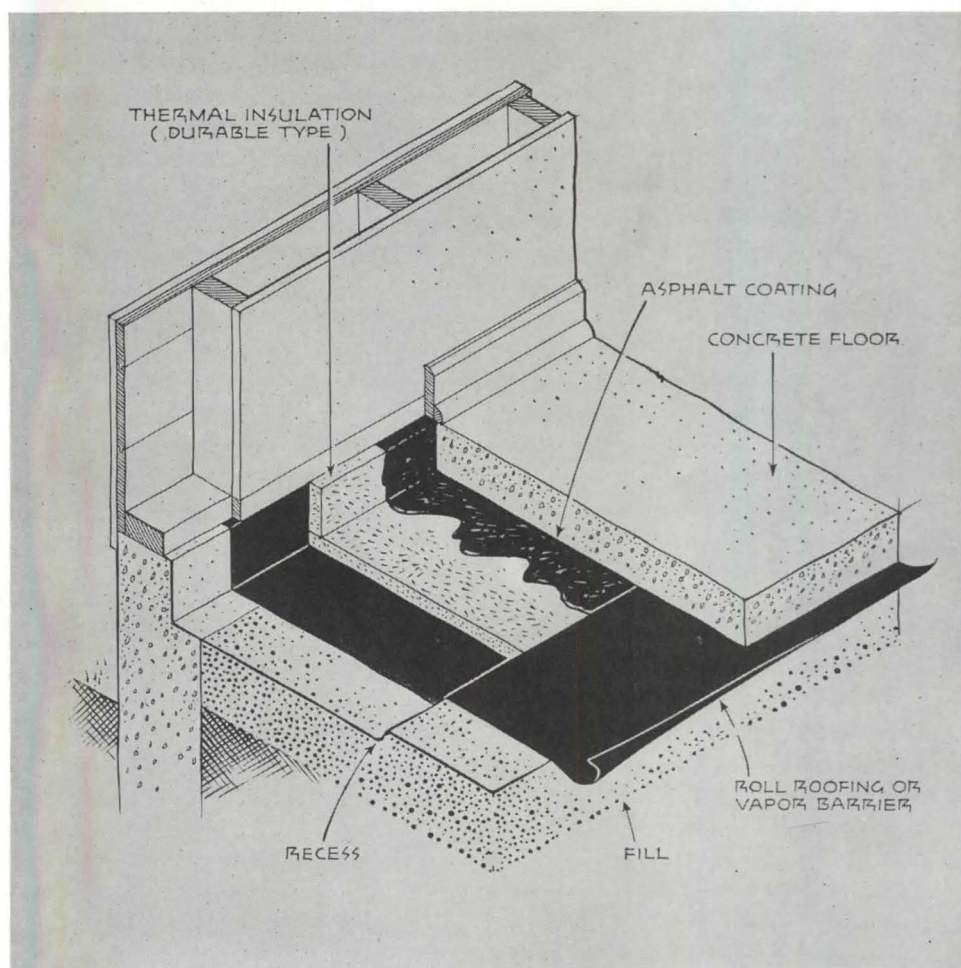 THERMAL INSULATION
( DURABLE TYPE )
ASPHALT COATING
CONCRETE FLOOR
ROLL ROOFING OR
VAPOR BARRIER
RECESS
FILL